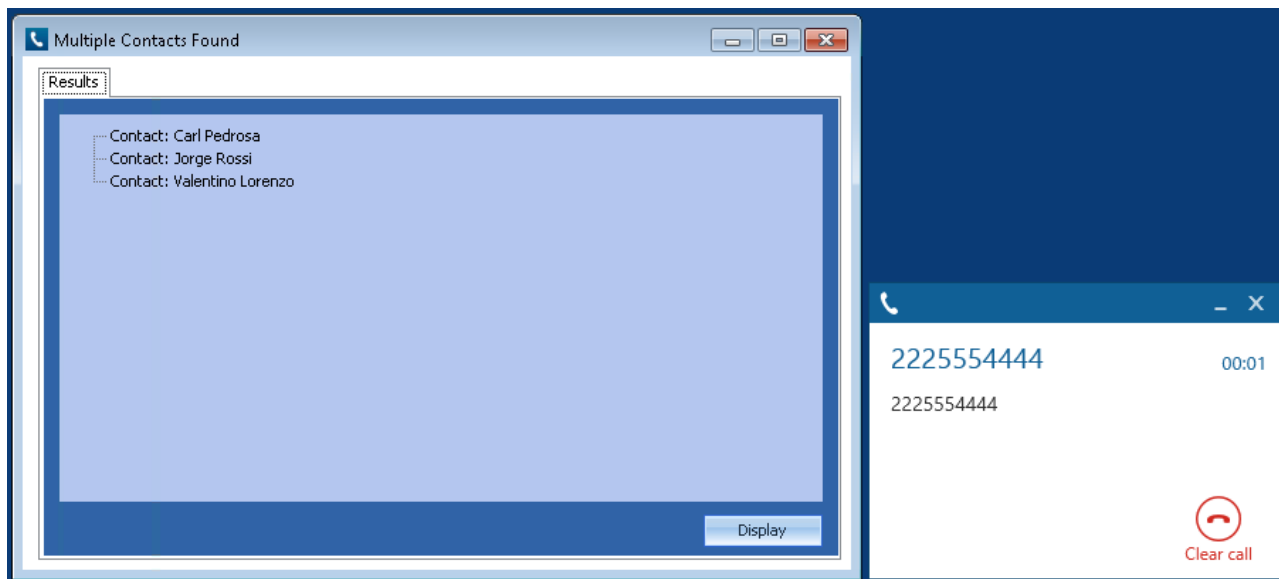 Multiple Contacts Found
Results
Contact: Carl Pedrosa
Contact: Jorge Rossi
Contact: Valentino Lorenzo
Display
2225554444 00:01
2225554444
Clear call